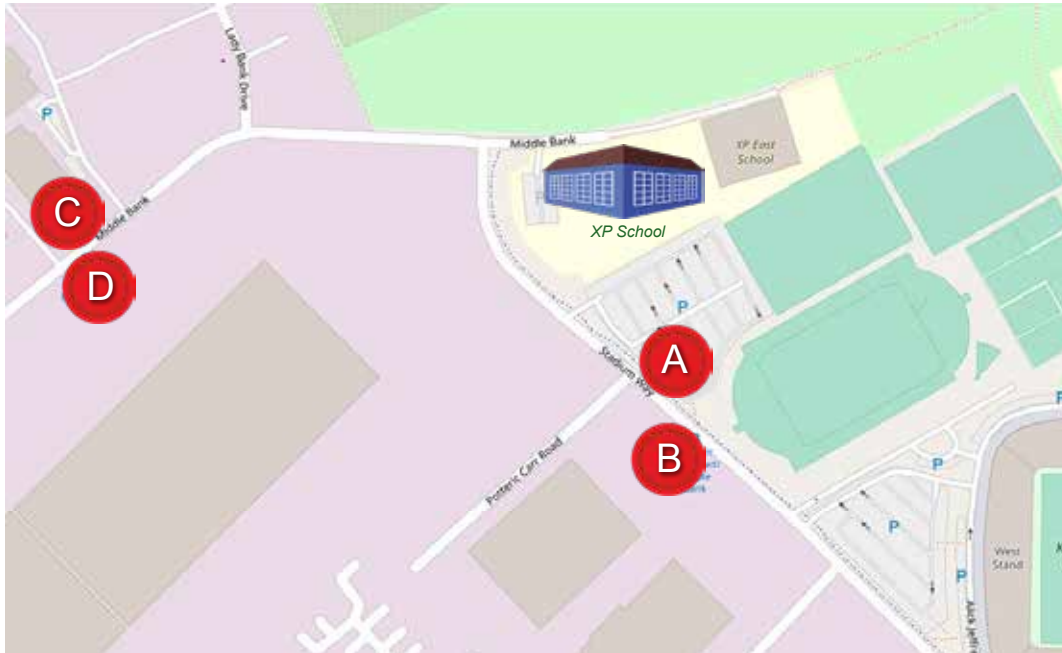 Lady Bank Drive
P
Middle Bank
XP East
School
XP School
C
Middle Bank
D
P
A
Stadium Way
B
Potteric Carr Road
P
P
P
West
Stand